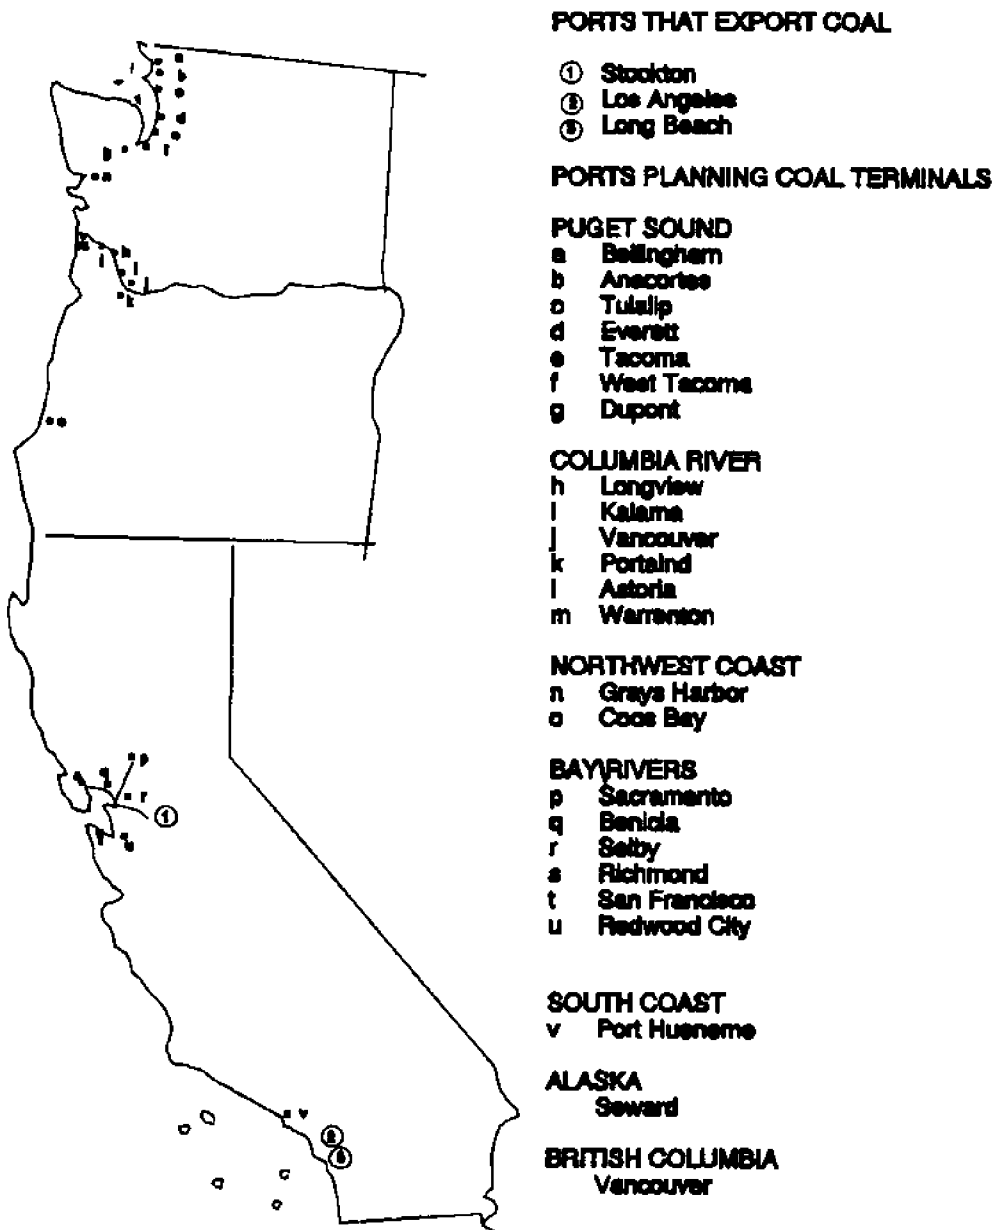 PORTS THAT EXPORT COAL
① Stockton
② Los Angeles
③ Long Beach
PORTS PLANNING COAL TERMINALS
PUGET SOUND
a Bellingham
b Anacortes
c Tulalip
d Everett
e Tacoma
f West Tacoma
g Dupont
COLUMBIA RIVER
h Longview
i Kalama
j Vancouver
k Portalnd
l Astoria
m Warrenton
NORTHWEST COAST
n Grays Harbor
o Coos Bay
BAY\RIVERS
p Sacramento
q Benicia
r Selby
s Richmond
t San Francisco
u Redwood City
SOUTH COAST
v Port Hueneme
ALASKA
Seward
BRITISH COLUMBIA
Vancouver
a
b
d
f
g
n
h
j
k
o
p
q
r
①
u
v
②
③